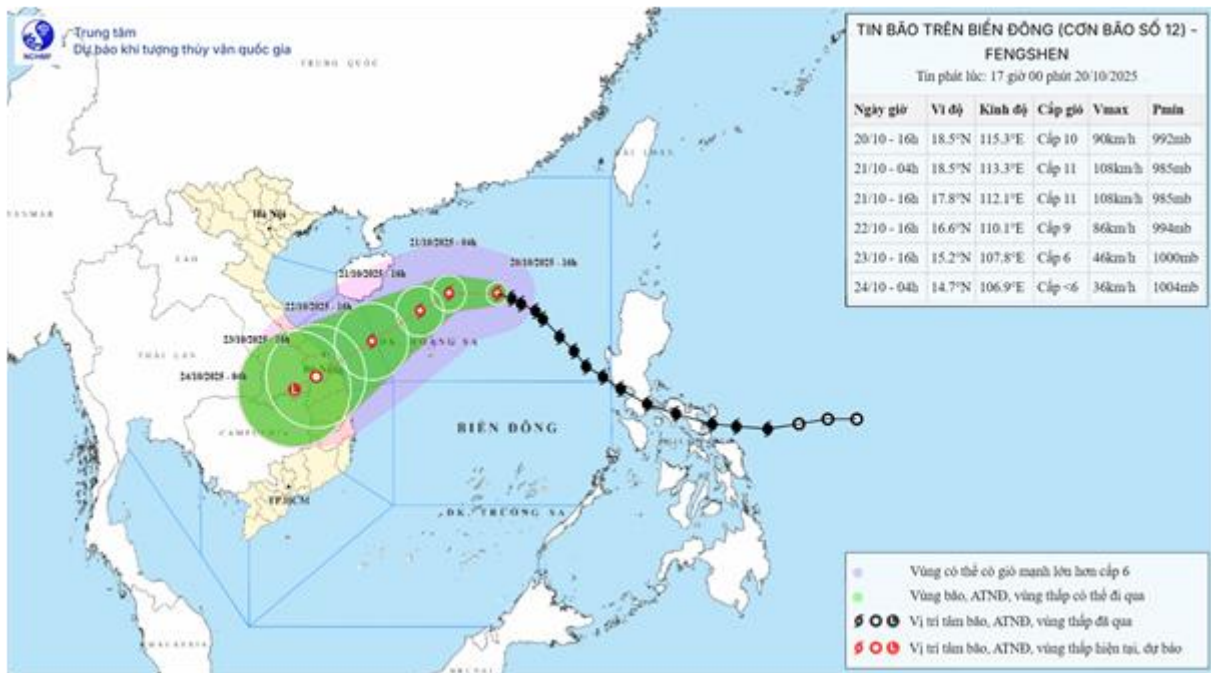 Trung tâm
Dự báo khí tượng thủy văn quốc gia
NCHMF
TRUNG QUỐC
ĐÀI LOAN
MYANMAR
Hà Nội
LÀO
21/10/2025 - 04h
20/10/2025 - 16h
21/10/2025 - 16h
22/10/2025 - 16h
ĐK. HOÀNG SA
23/10/2025 - 16h
THÁI LAN
24/10/2025 - 04h
CAMPUCHIA
BIỂN ĐÔNG
TP.HCM
ĐK. TRƯỜNG SA
MALAYSIA
BRUNEI
TIN BÃO TRÊN BIỂN ĐÔNG (CƠN BÃO SỐ 12) -
FENGSHEN
Tin phát lúc: 17 giờ 00 phút 20/10/2025
Ngày giờ Vĩ độ Kinh độ Cấp gió Vmax Pmin
20/10 - 16h 18.5°N 115.3°E Cấp 10 90km/h 992mb
21/10 - 04h 18.5°N 113.3°E Cấp 11 108km/h 985mb
21/10 - 16h 17.8°N 112.1°E Cấp 11 108km/h 985mb
22/10 - 16h 16.6°N 110.1°E Cấp 9 86km/h 994mb
23/10 - 16h 15.2°N 107.8°E Cấp 6 46km/h 1000mb
24/10 - 04h 14.7°N 106.9°E Cấp <6 36km/h 1004mb
Vùng có thể có gió mạnh lớn hơn cấp 6
Vùng bão, ATNĐ, vùng thấp có thể đi qua
Vị trí tâm bão, ATNĐ, vùng thấp đã qua
Vị trí tâm bão, ATNĐ, vùng thấp hiện tại, dự báo